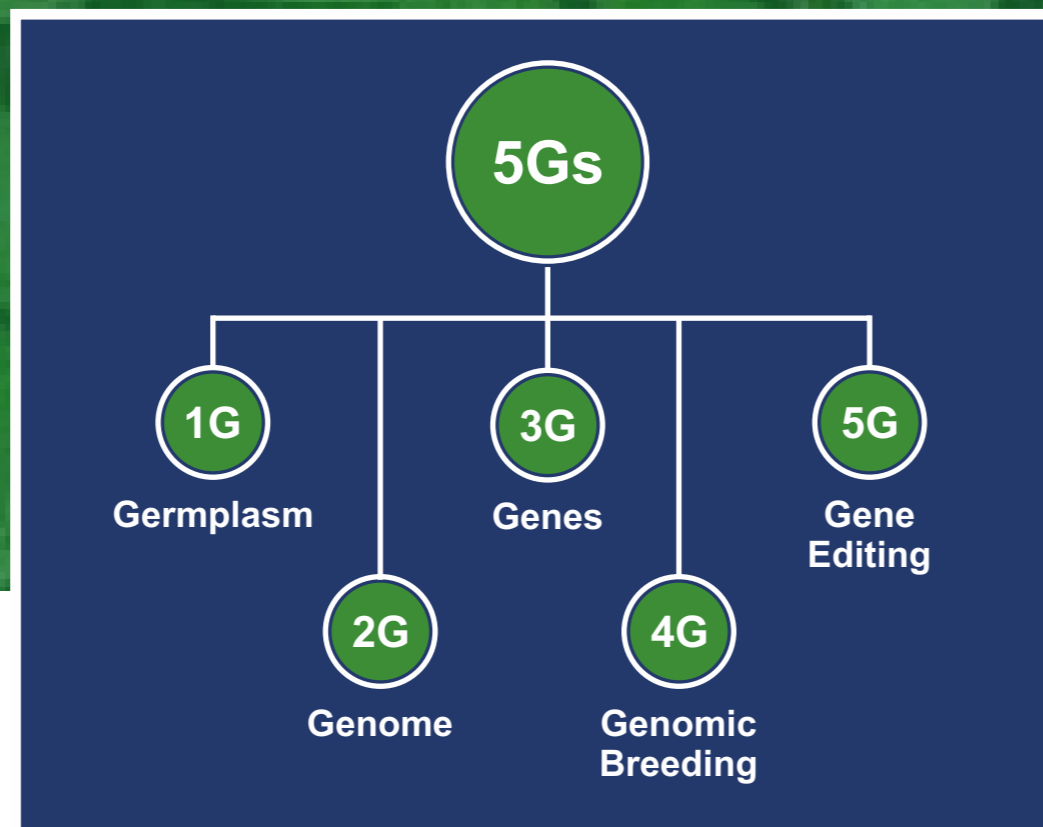 5Gs
1G
Germplasm
2G
Genome
3G
Genes
4G
Genomic
Breeding
5G
Gene
Editing